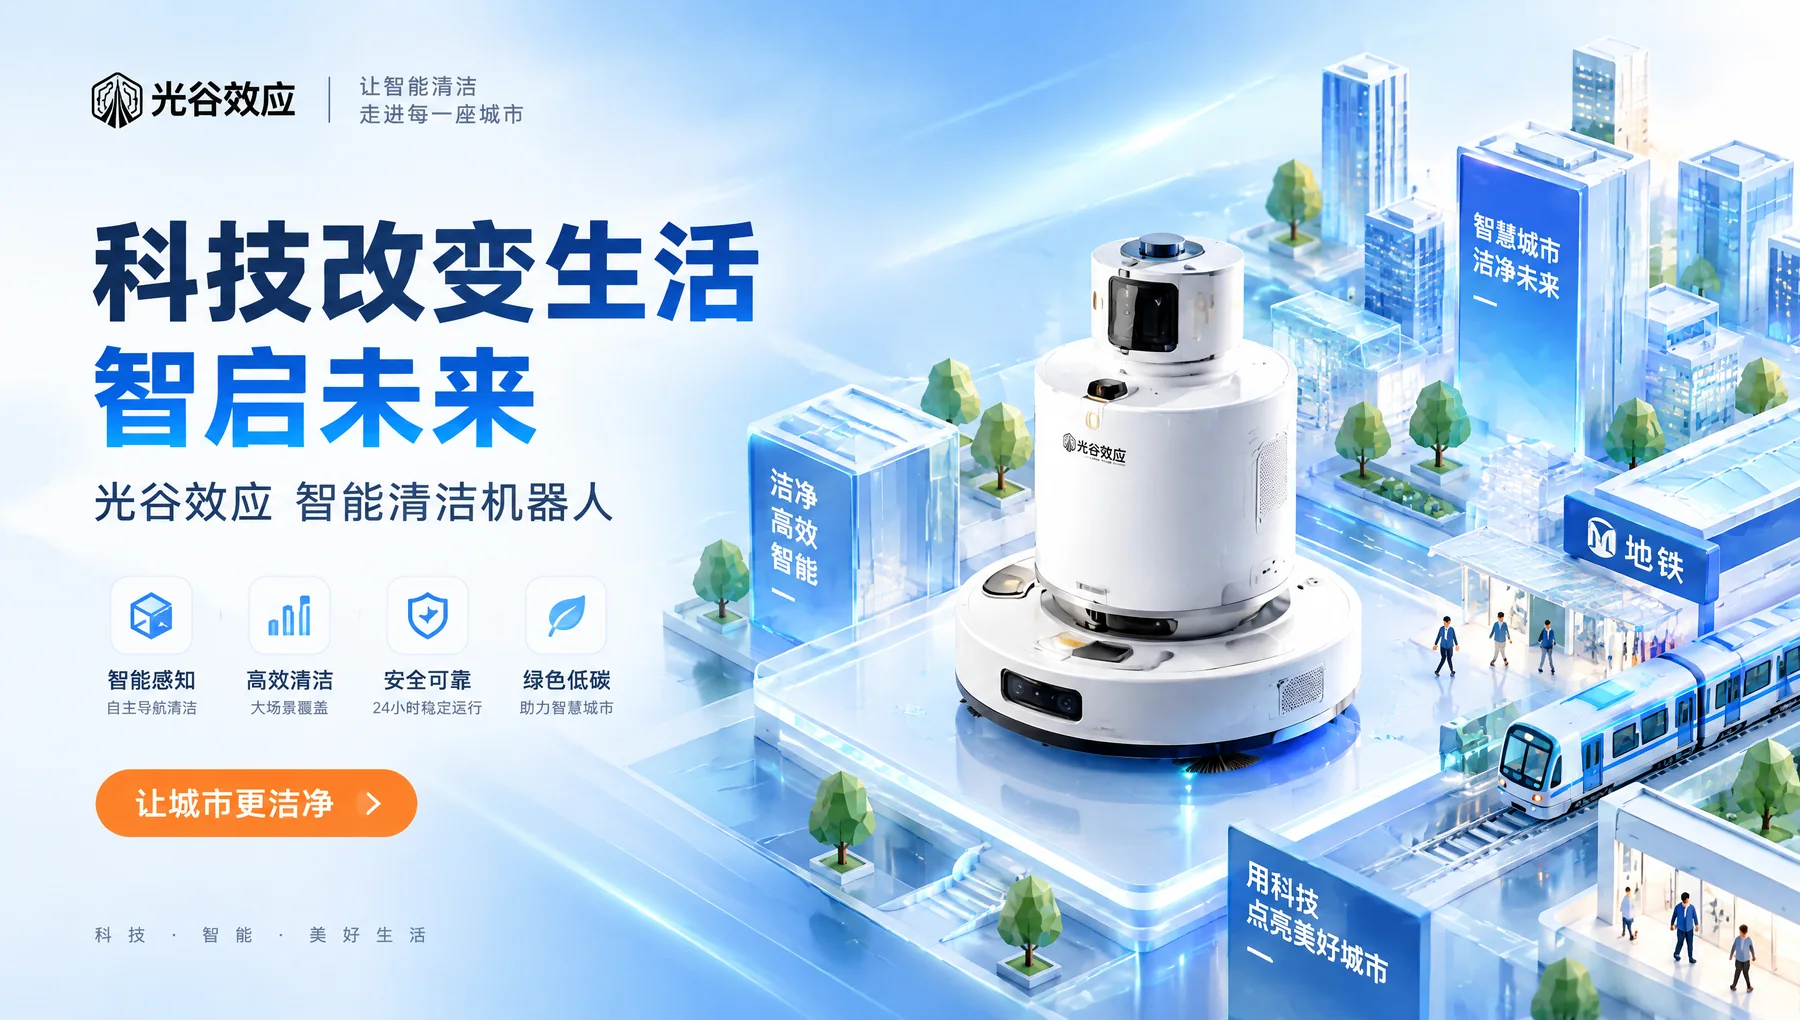 光谷效应
让智能清洁
走进每一座城市
科技改变生活
智启未来
光谷效应 智能清洁机器人
智能感知
自主导航清洁
高效清洁
大场景覆盖
安全可靠
24小时稳定运行
绿色低碳
助力智慧城市
让城市更洁净
科技 · 智能 · 美好生活
洁净
高效
智能
光谷效应
智慧城市
洁净未来
地铁
用科技
点亮美好城市